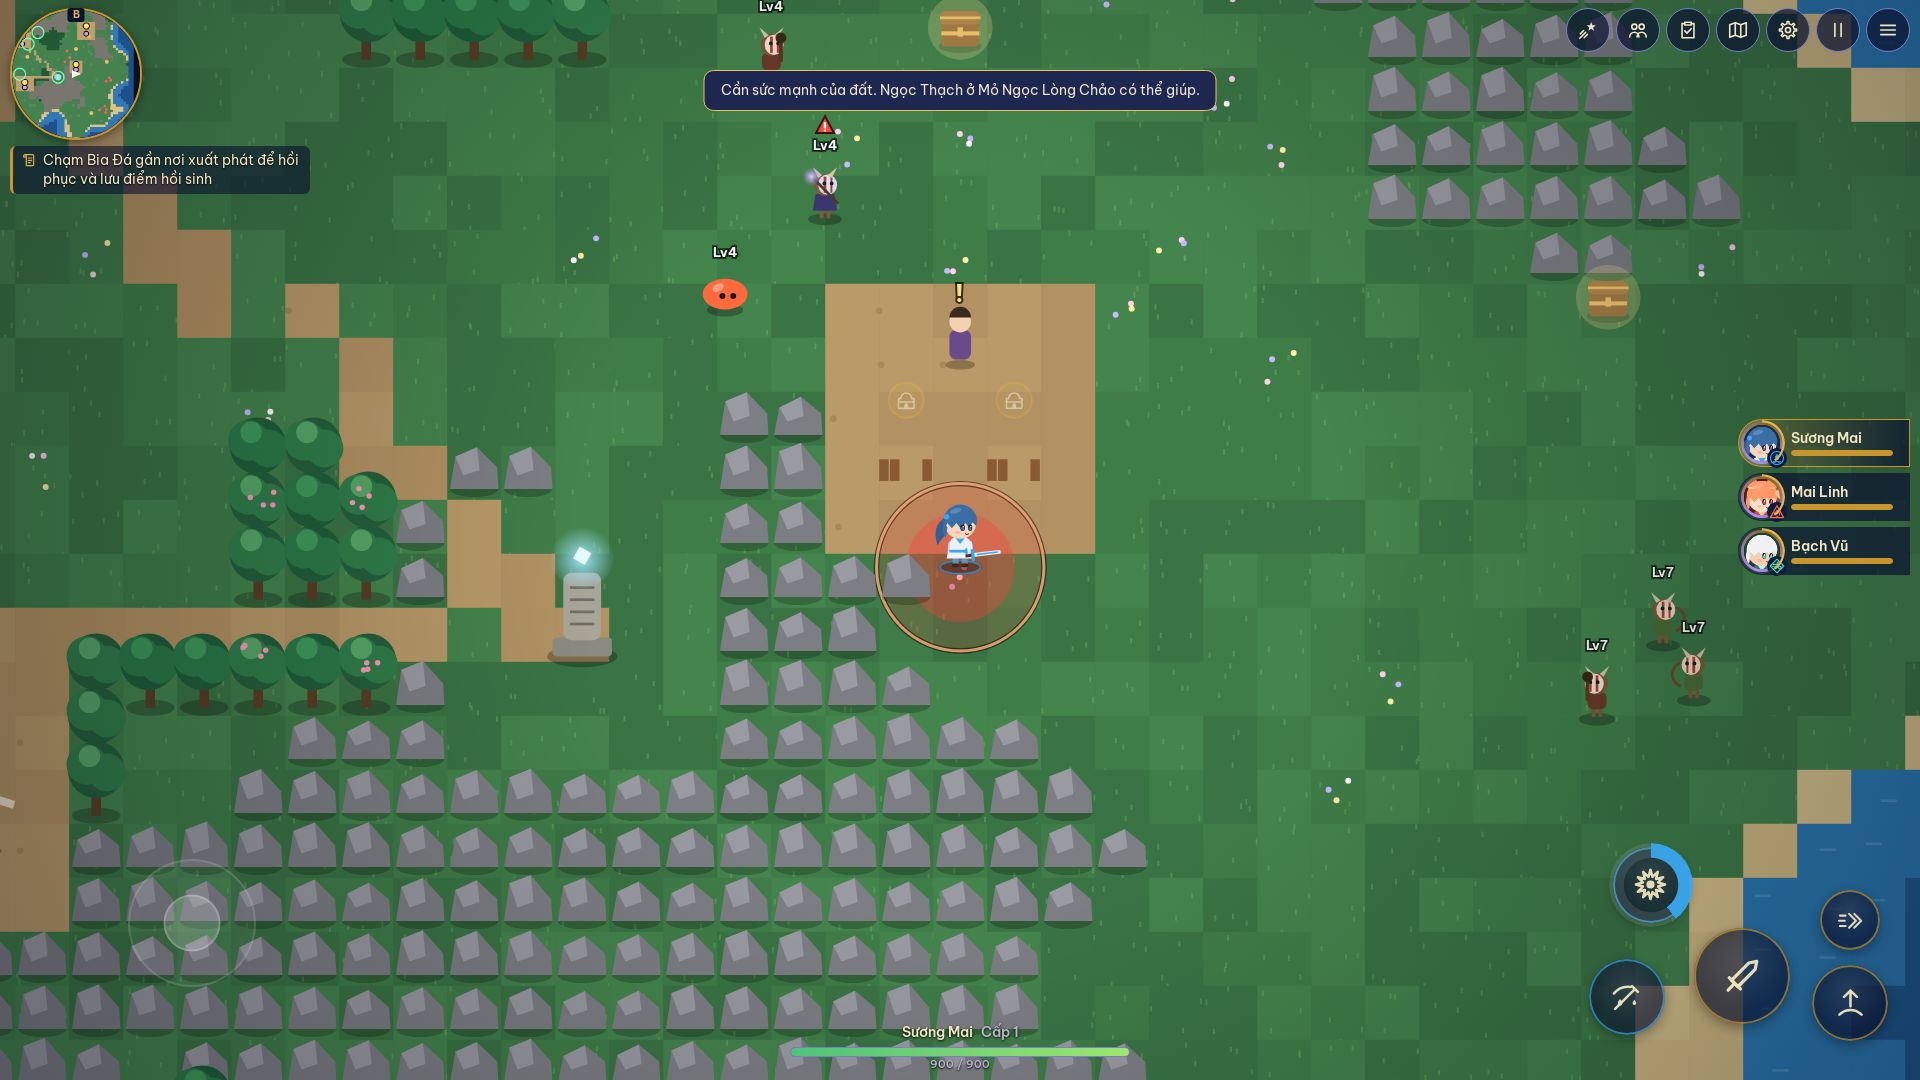 B
Lv4
Cần sức mạnh của đất. Ngọc Thạch ở Mỏ Ngọc Lòng Chảo có thể giúp.
Lv4
Chạm Bia Đá gần nơi xuất phát để hồi
phục và lưu điểm hồi sinh
Lv4
!
Sương Mai
Mai Linh
Bạch Vũ
Lv7
Lv7
Lv7
Sương Mai Cấp 1
900 / 900